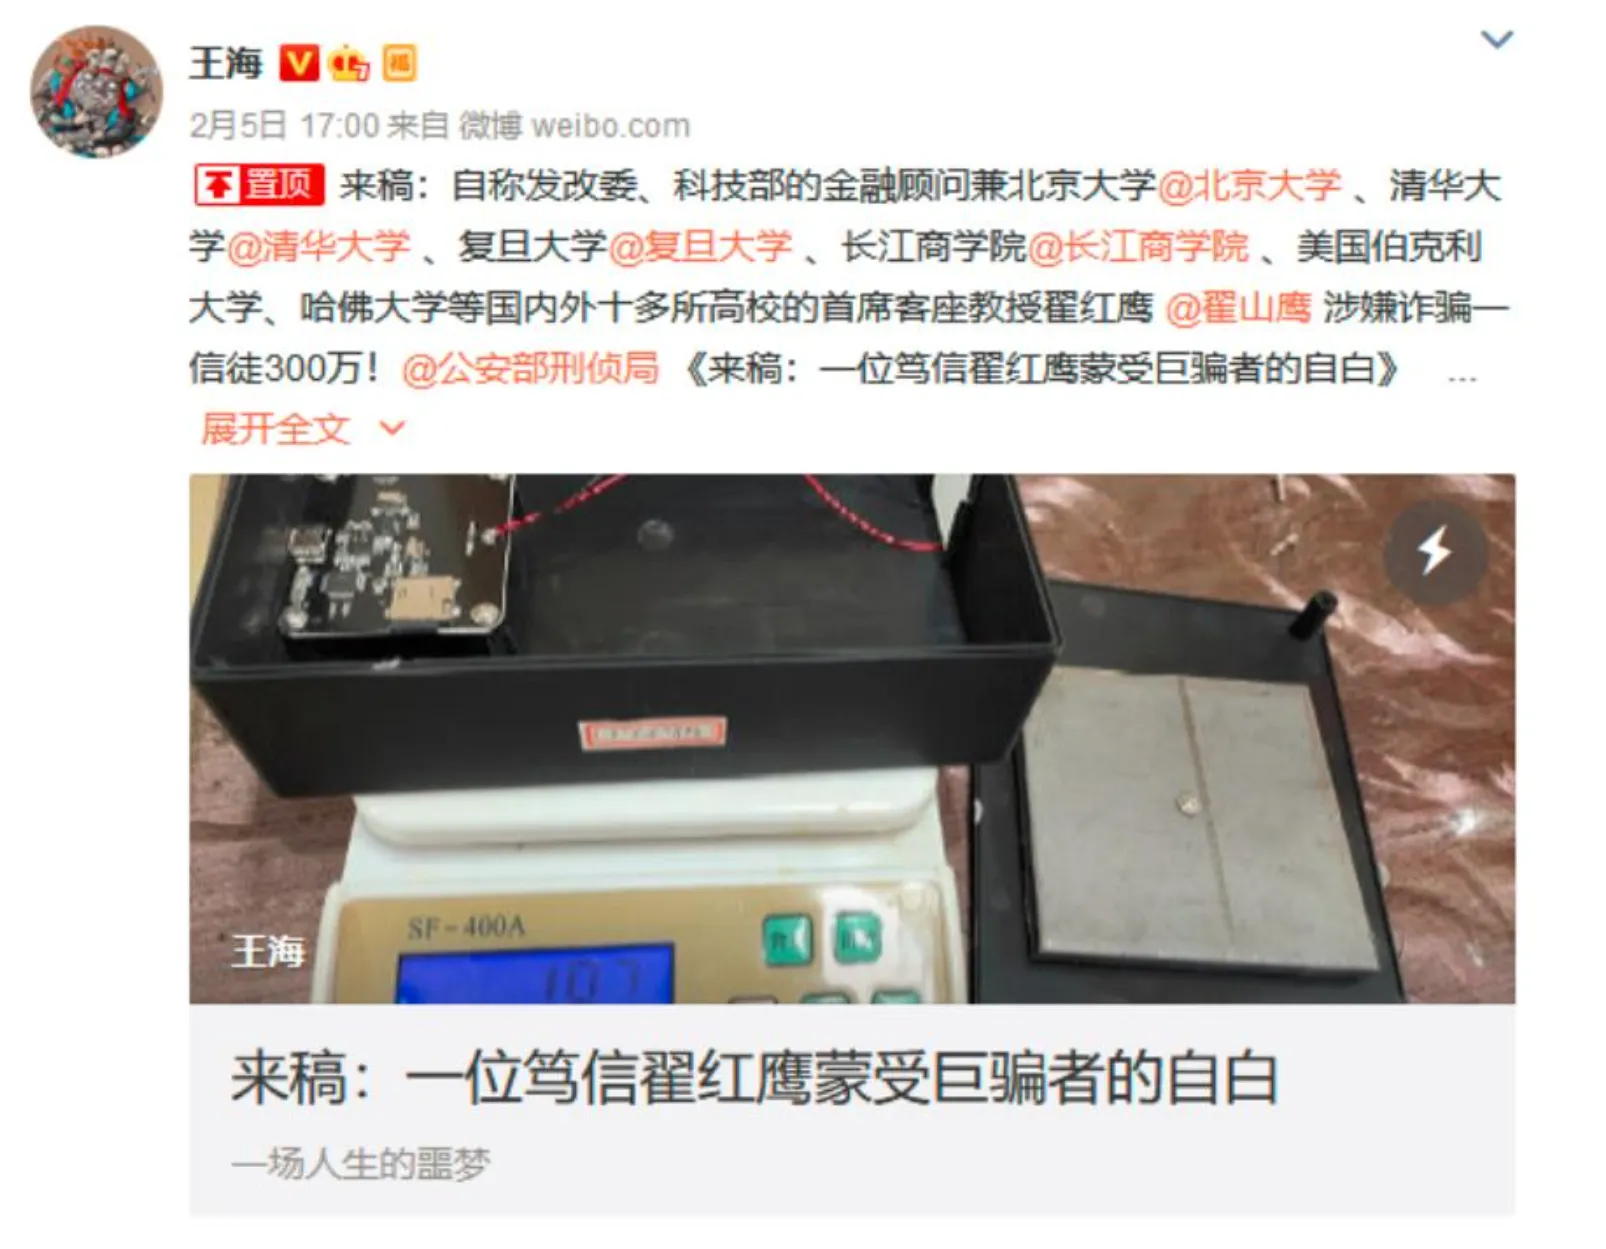 王海
2月5日 17:00 来自 微博 weibo.com
置顶 来稿：自称发改委、科技部的金融顾问兼北京大学@北京大学 、清华大
学@清华大学 、复旦大学@复旦大学 、长江商学院@长江商学院 、美国伯克利
大学、哈佛大学等国内外十多所高校的首席客座教授翟红鹰 @翟山鹰 涉嫌诈骗一
信徒300万！@公安部刑侦局 《来稿：一位笃信翟红鹰蒙受巨骗者的自白》 ...
展开全文
SF-400A
107
王海
来稿：一位笃信翟红鹰蒙受巨骗者的自白
一场人生的噩梦